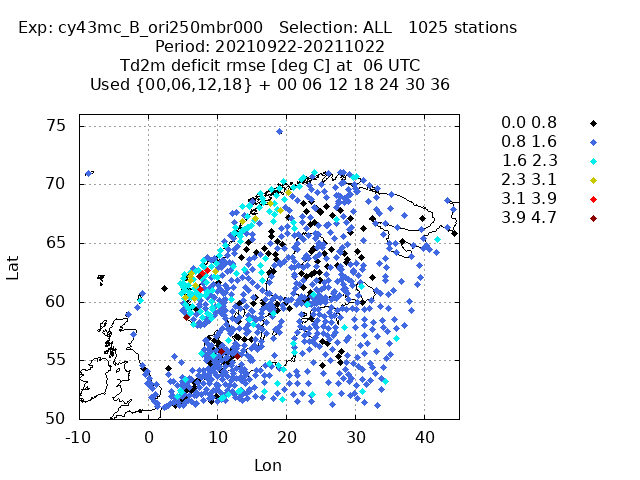 Exp: cy43mc_B_ori250mbr000   Selection: ALL   1025 stations
Period: 20210922-20211022
Td2m deficit rmse [deg C] at  06 UTC
Used {00,06,12,18} + 00 06 12 18 24 30 36
0.0 0.8
0.8 1.6
1.6 2.3
2.3 3.1
3.1 3.9
3.9 4.7
75
70
65
60
55
50
Lat
-10 0 10 20 30 40
Lon